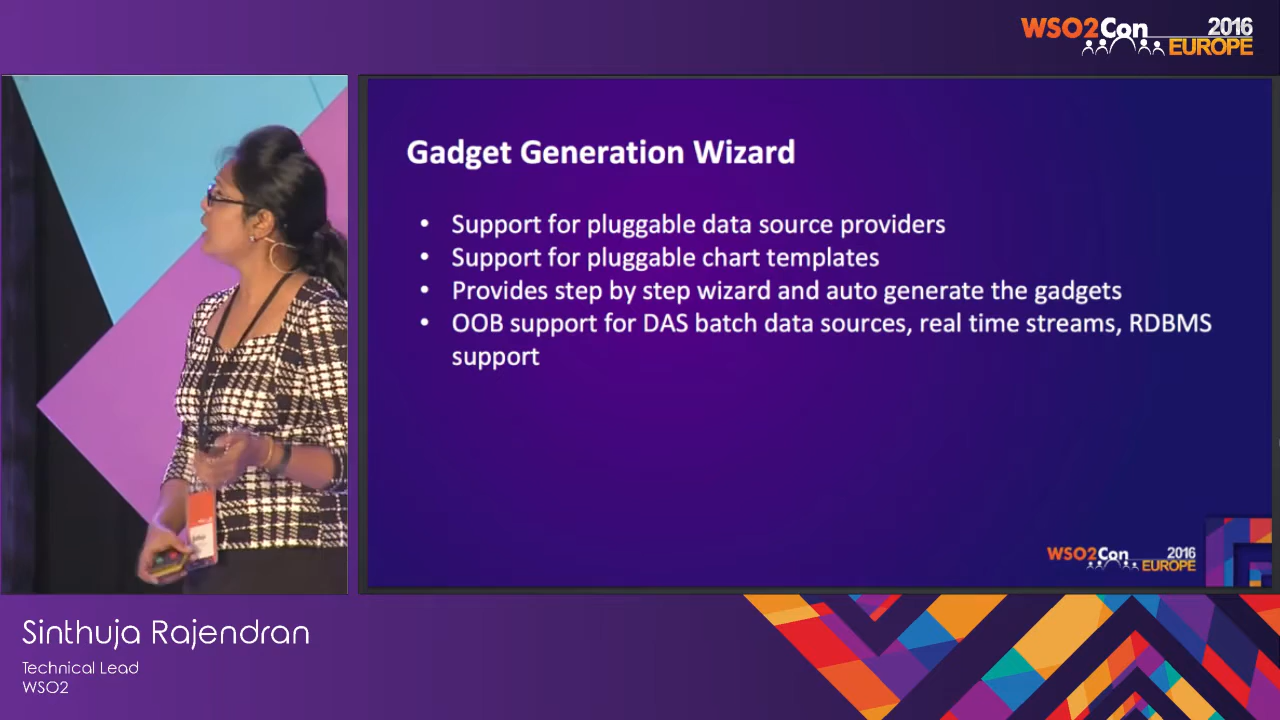 WSO2Con 2016
EUROPE
Gadget Generation Wizard
• Support for pluggable data source providers
• Support for pluggable chart templates
• Provides step by step wizard and auto generate the gadgets
• OOB support for DAS batch data sources, real time streams, RDBMS
support
WSO2Con 2016
EUROPE
Sinthuja Rajendran
Technical Lead
WSO2